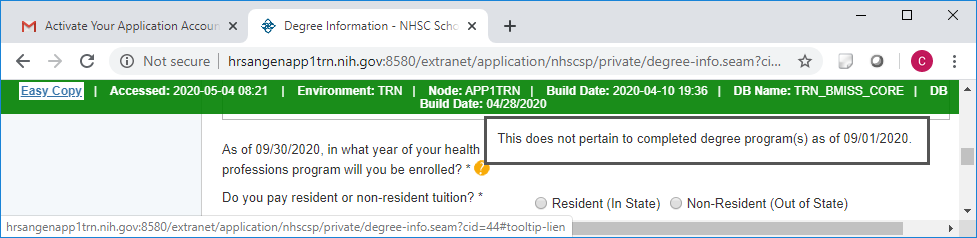 Activate Your Application Accoun
Degree Information - NHSC Scho
Not secure | hrsangenapp1trn.nih.gov:8580/extranet/application/nhscsp/private/degree-info.seam?ci...
C
Easy Copy | Accessed: 2020-05-04 08:21 | Environment: TRN | Node: APP1TRN | Build Date: 2020-04-10 19:36 | DB Name: TRN_BMISS_CORE | DB
Build Date: 04/28/2020
This does not pertain to completed degree program(s) as of 09/01/2020.
As of 09/30/2020, in what year of your health
professions program will you be enrolled? * ?
Do you pay resident or non-resident tuition? *
Resident (In State) Non-Resident (Out of State)
hrsangenapp1trn.nih.gov:8580/extranet/application/nhscsp/private/degree-info.seam?cid=44#tooltip-lien